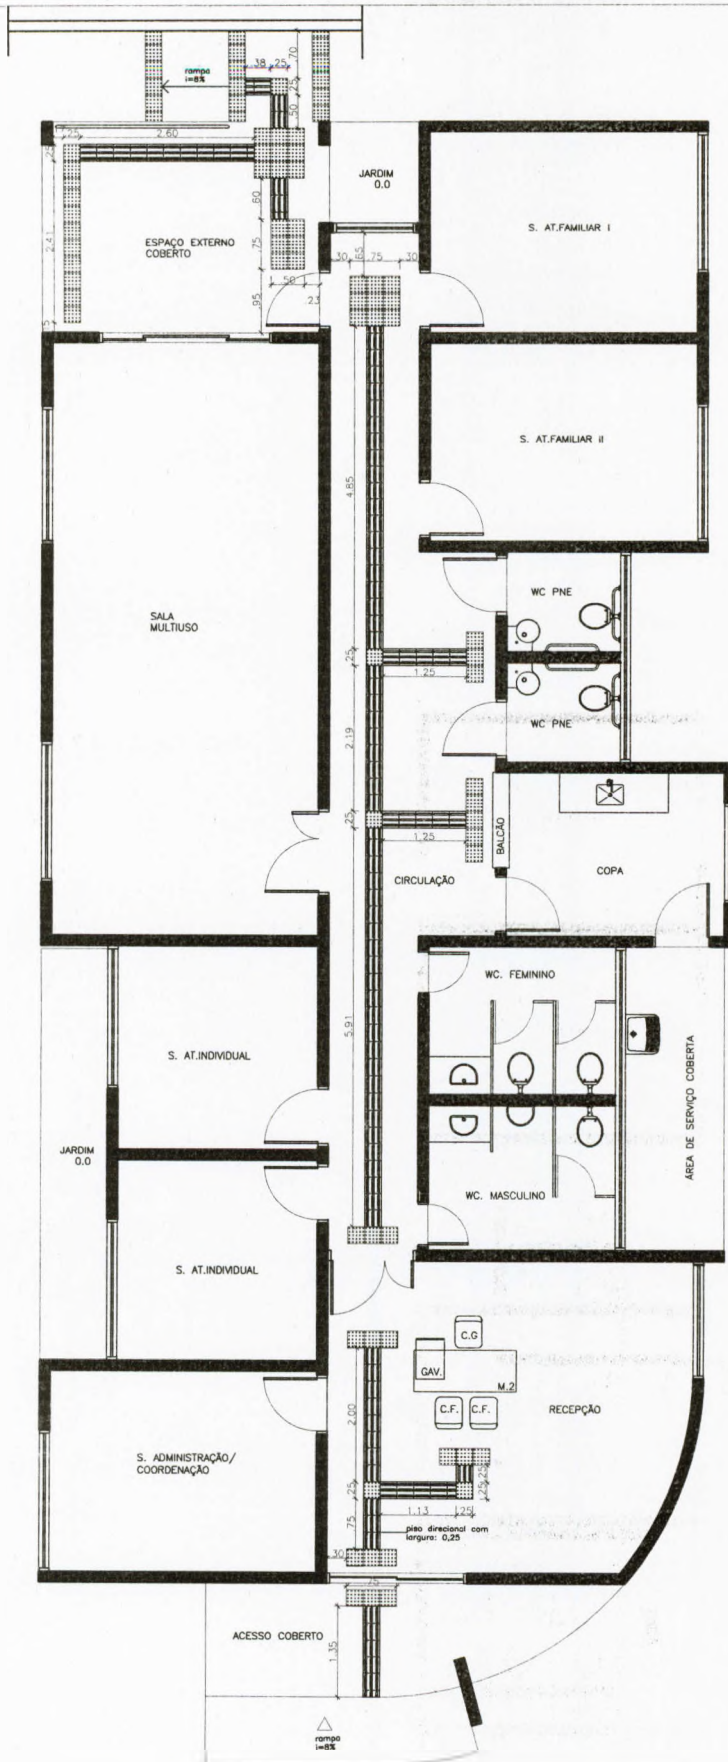 .70
.38
.25
rampa
i=8%
.25
.50
.25
2.60
JARDIM
0.0
S. AT.FAMILIAR I
.60
ESPAÇO EXTERNO
COBERTO
2.41
.75
.65
.30
.75
.30
.50
.23
.95
S. AT.FAMILIAR II
4.85
WC PNE
SALA
MULTIUSO
.25
1.25
WC PNE
2.19
.25
1.25
BALCÃO
CIRCULAÇÃO
COPA
WC. FEMININO
5.91
S. AT.INDIVIDUAL
ÁREA DE SERVIÇO COBERTA
JARDIM
0.0
WC. MASCULINO
S. AT.INDIVIDUAL
C.G
GAV.
M.2
C.F.
C.F.
RECEPÇÃO
2.00
S. ADMINISTRAÇÃO/
COORDENAÇÃO
.25
.25
.25
1.13
.25
.75
piso direcional com
largura: 0,25
.30
.75
ACESSO COBERTO
1.35
rampa
i=8%